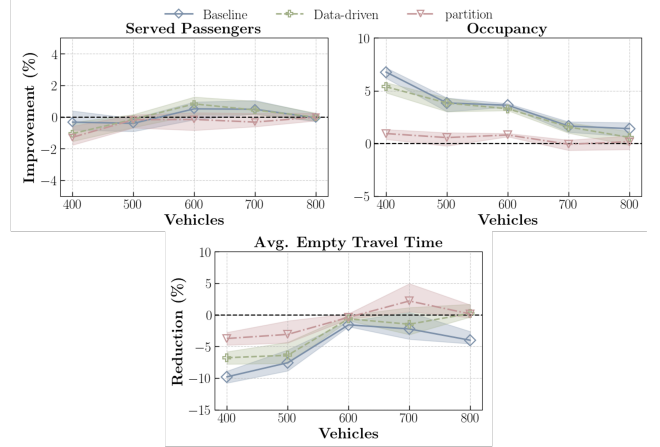 Baseline Data-driven partition
Served Passengers
Occupancy
Improvement (%)
4
2
0
−2
−4
400 500 600 700 800
Vehicles
10
5
0
−5
400 500 600 700 800
Vehicles
Avg. Empty Travel Time
Reduction (%)
10
5
0
−5
−10
−15
400 500 600 700 800
Vehicles